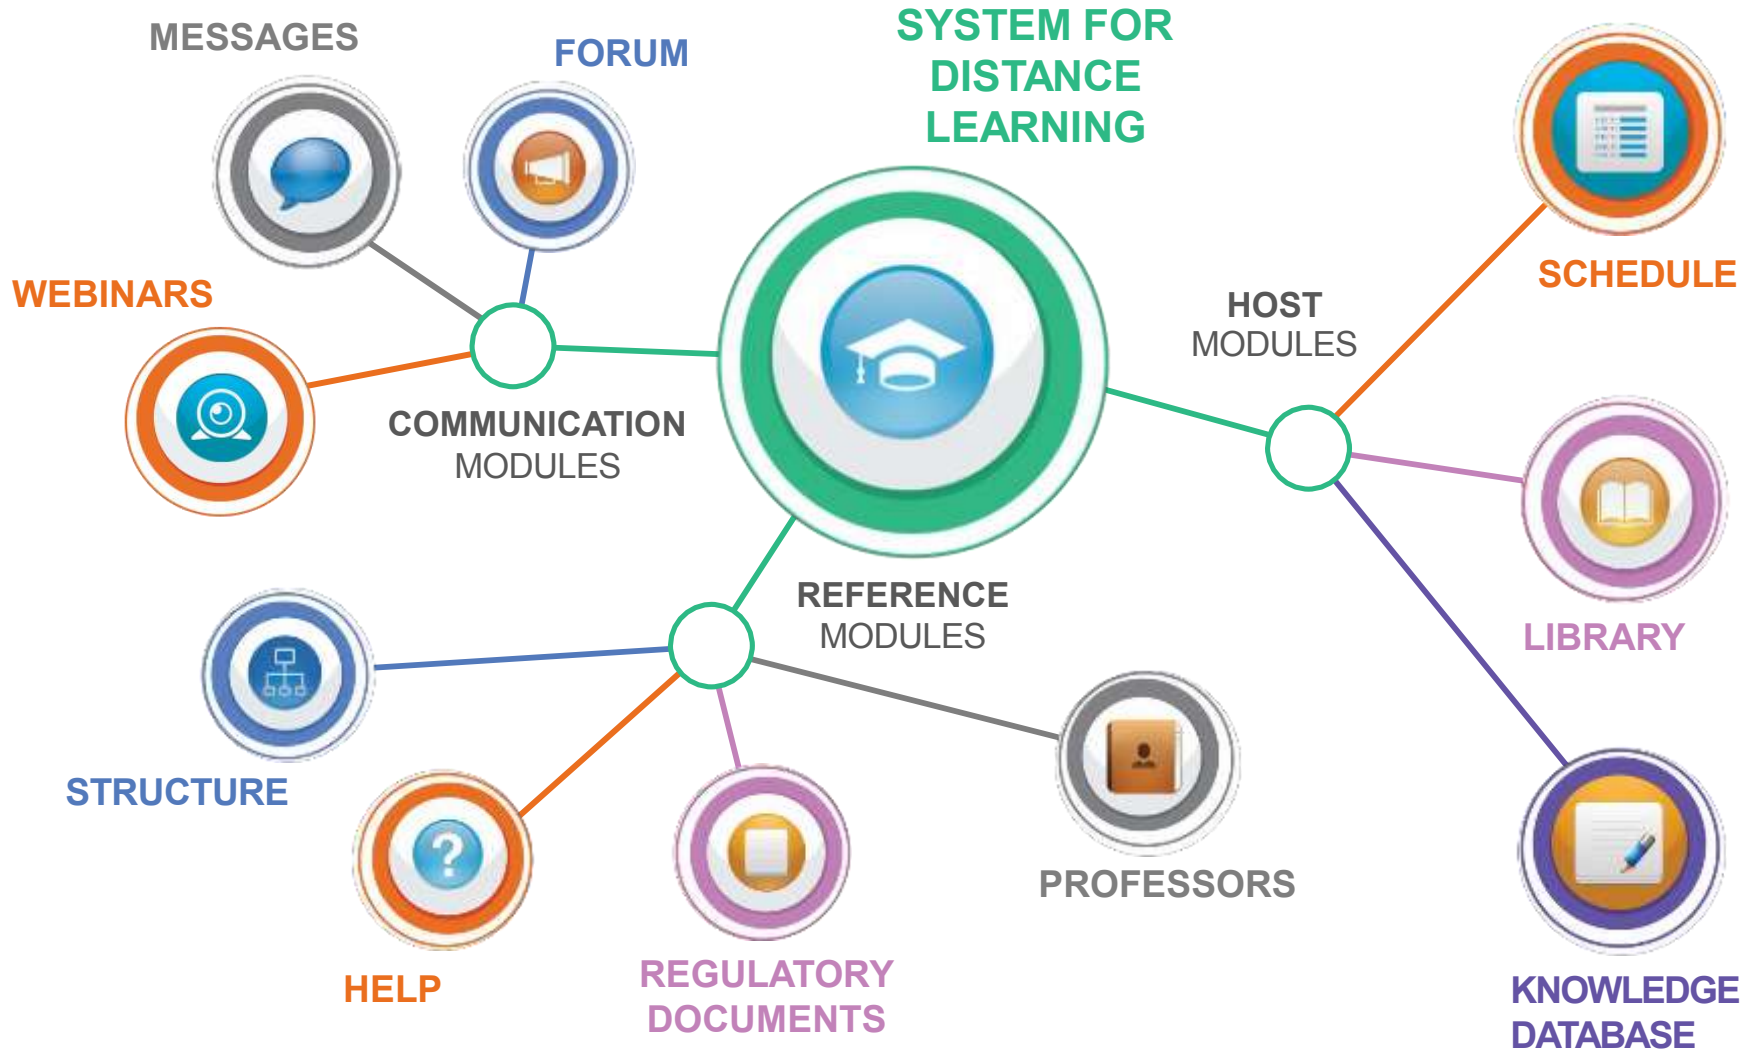 SYSTEM FOR
DISTANCE
LEARNING
MESSAGES
FORUM
WEBINARS
COMMUNICATION
MODULES
HOST
MODULES
SCHEDULE
LIBRARY
KNOWLEDGE
DATABASE
REFERENCE
MODULES
STRUCTURE
HELP
REGULATORY
DOCUMENTS
PROFESSORS
?